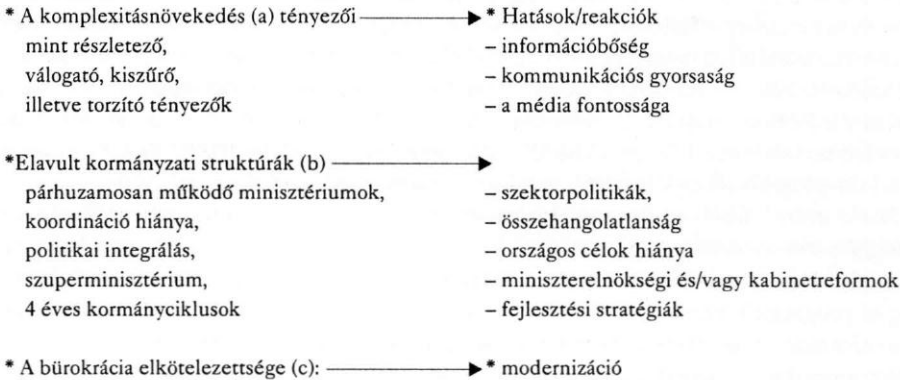 * A komplexitásnövekedés (a) tényezői
mint részletező,
válogató, kiszűrő,
illetve torzító tényezők
* Hatások/reakciók
– információbőség
– kommunikációs gyorsaság
– a média fontossága
*Elavult kormányzati struktúrák (b)
párhuzamosan működő minisztériumok,
koordináció hiánya,
politikai integrálás,
szuperminisztérium,
4 éves kormányciklusok
– szekrorpolitikák,
– összehangolatlanság
– országos célok hiánya
– miniszterelnökségi és/vagy kabinetreformok
– fejlesztési stratégiák
* A bürokrácia elkötelezettsége (c):
* modernizáció